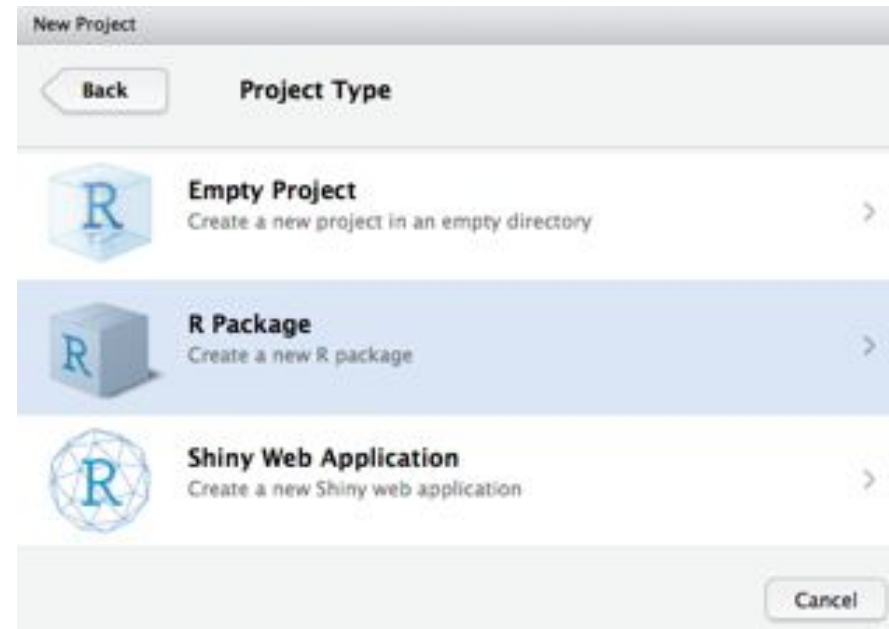 New Project
Back
Project Type
R
Empty Project
Create a new project in an empty directory
R
R Package
Create a new R package
R
Shiny Web Application
Create a new Shiny web application
Cancel